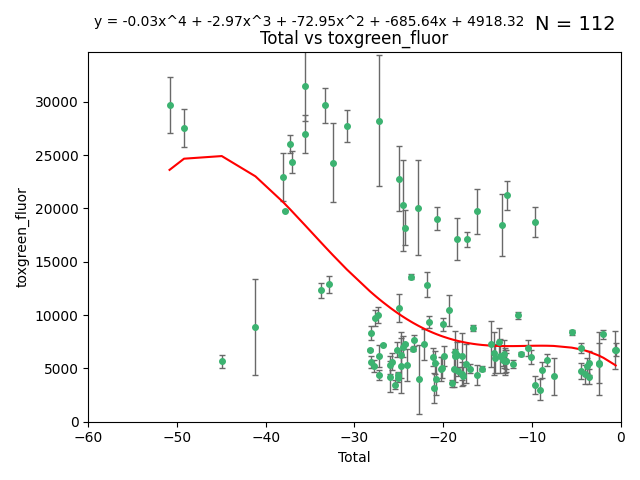 y = -0.03x^4 + -2.97x^3 + -72.95x^2 + -685.64x + 4918.32 N = 112
Total vs toxgreen_fluor
30000
25000
20000
15000
10000
5000
0
toxgreen_fluor
−60 −50 −40 −30 −20 −10 0
Total